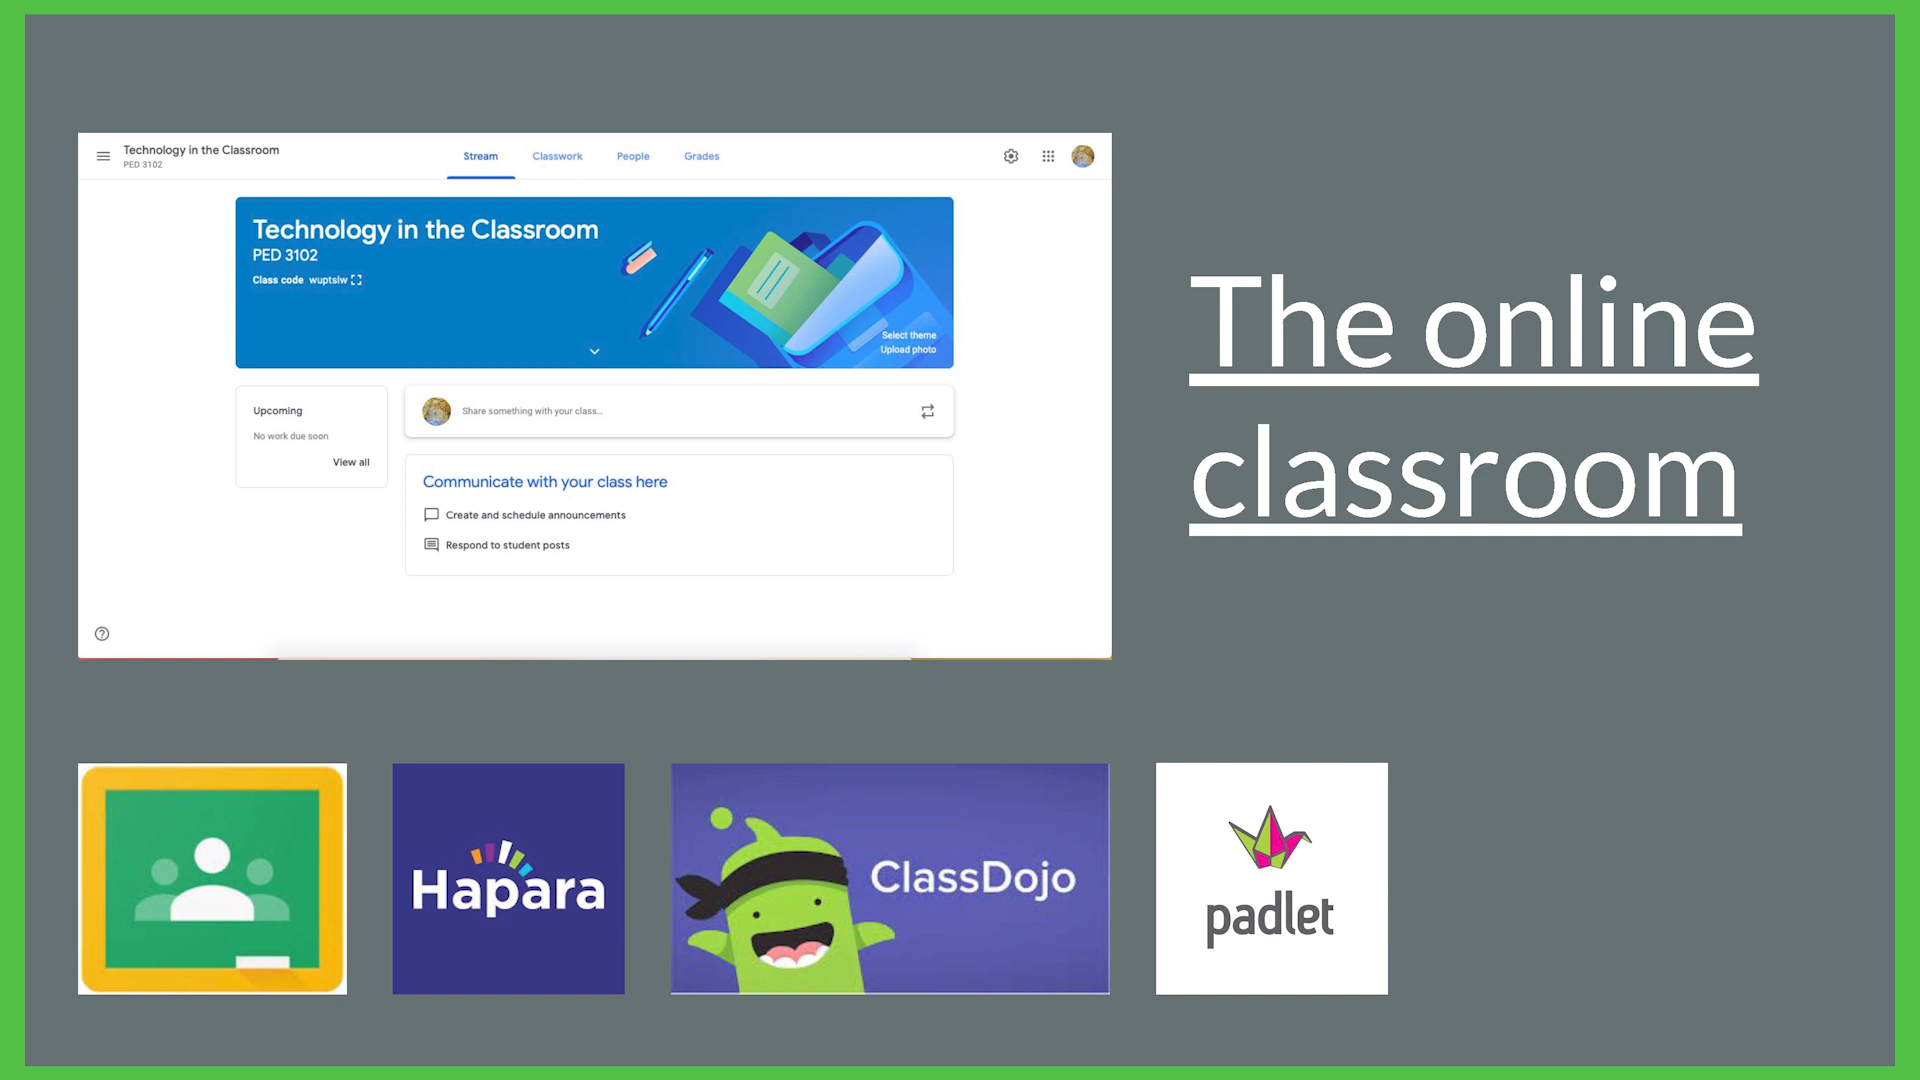 Technology in the Classroom
PED 3102
Stream Classwork People Grades
Technology in the Classroom
PED 3102
Class code wuptslw
Select theme
Upload photo
Upcoming
No work due soon
View all
Share something with your class...
Communicate with your class here
Create and schedule announcements
Respond to student posts
The online
classroom
Hapara
ClassDojo
padlet